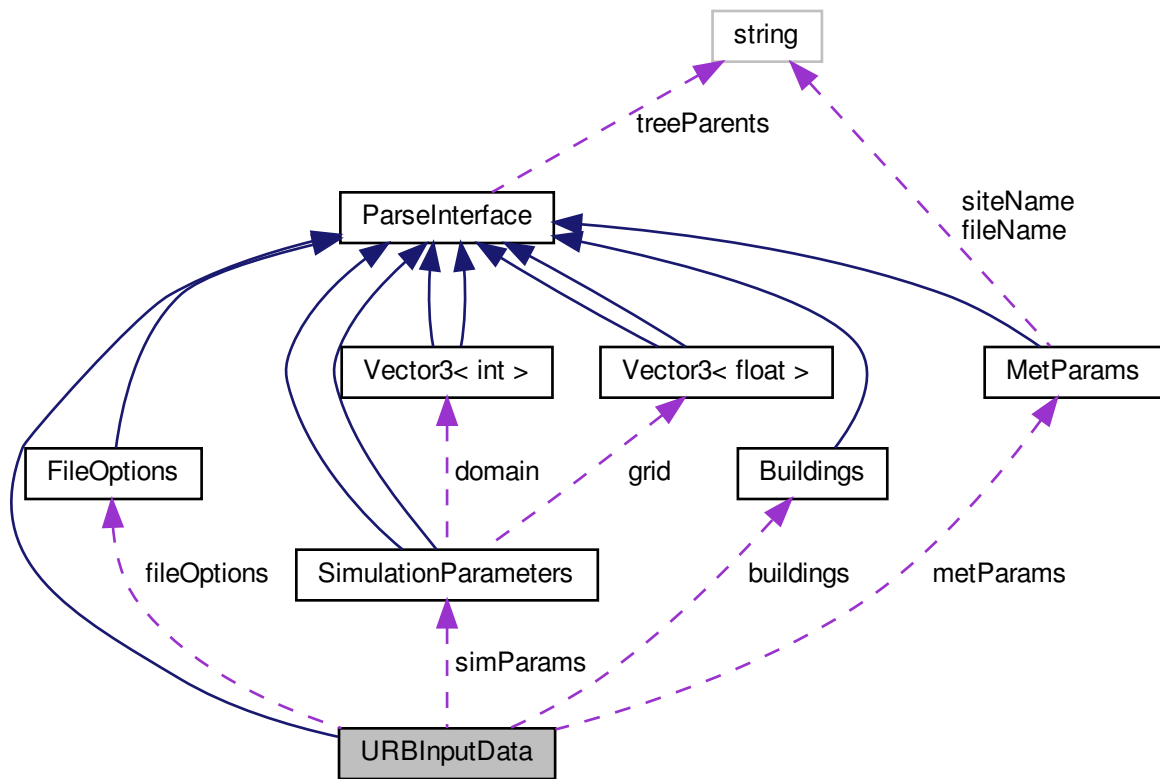 string
treeParents
siteName
fileName
ParseInterface
Vector3< int >
Vector3< float >
MetParams
FileOptions
domain
grid
Buildings
fileOptions
SimulationParameters
buildings
metParams
simParams
URBInputData